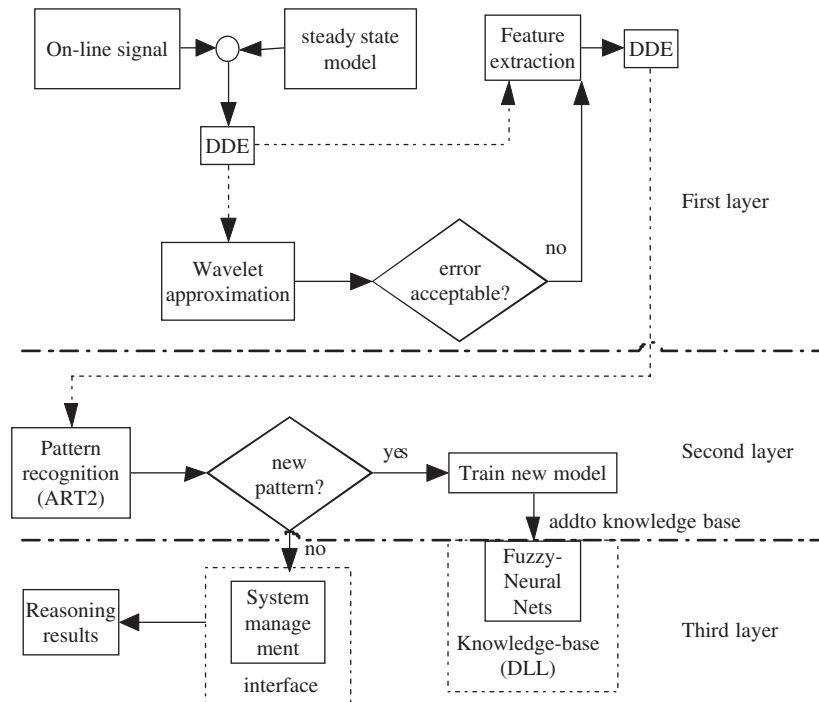 On-line signal
steady state
model
Feature
extraction
DDE
DDE
First layer
Wavelet
approximation
error
acceptable?
no
Pattern
recognition
(ART2)
new
pattern?
yes
Train new model
Second layer
addto knowledge base
no
Fuzzy-
Neural
Nets
System
manage
ment
Reasoning
results
Knowledge-base
(DLL)
Third layer
interface